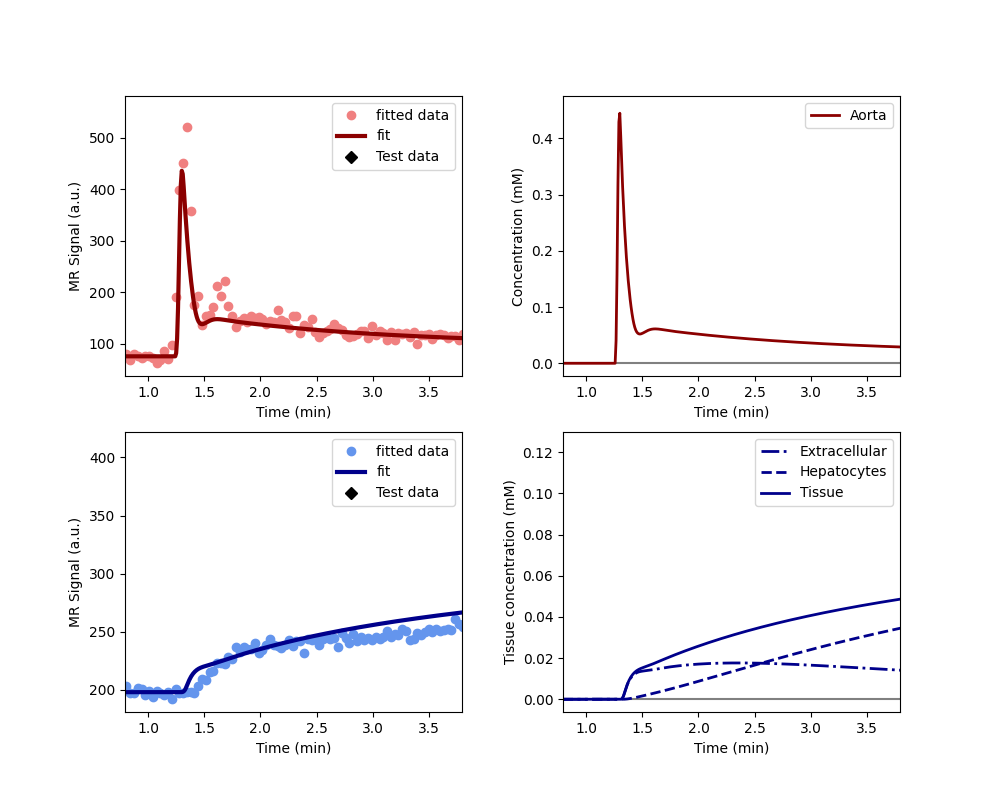 500
400
300
200
100
MR Signal (a.u.)
fitted data
fit
Test data
1.0 1.5 2.0 2.5 3.0 3.5
Time (min)
0.4
0.3
0.2
0.1
0.0
Concentration (mM)
Aorta
1.0 1.5 2.0 2.5 3.0 3.5
Time (min)
400
350
300
250
200
MR Signal (a.u.)
fitted data
fit
Test data
1.0 1.5 2.0 2.5 3.0 3.5
Time (min)
0.12
0.10
0.08
0.06
0.04
0.02
0.00
Tissue concentration (mM)
Extracellular
Hepatocytes
Tissue
1.0 1.5 2.0 2.5 3.0 3.5
Time (min)